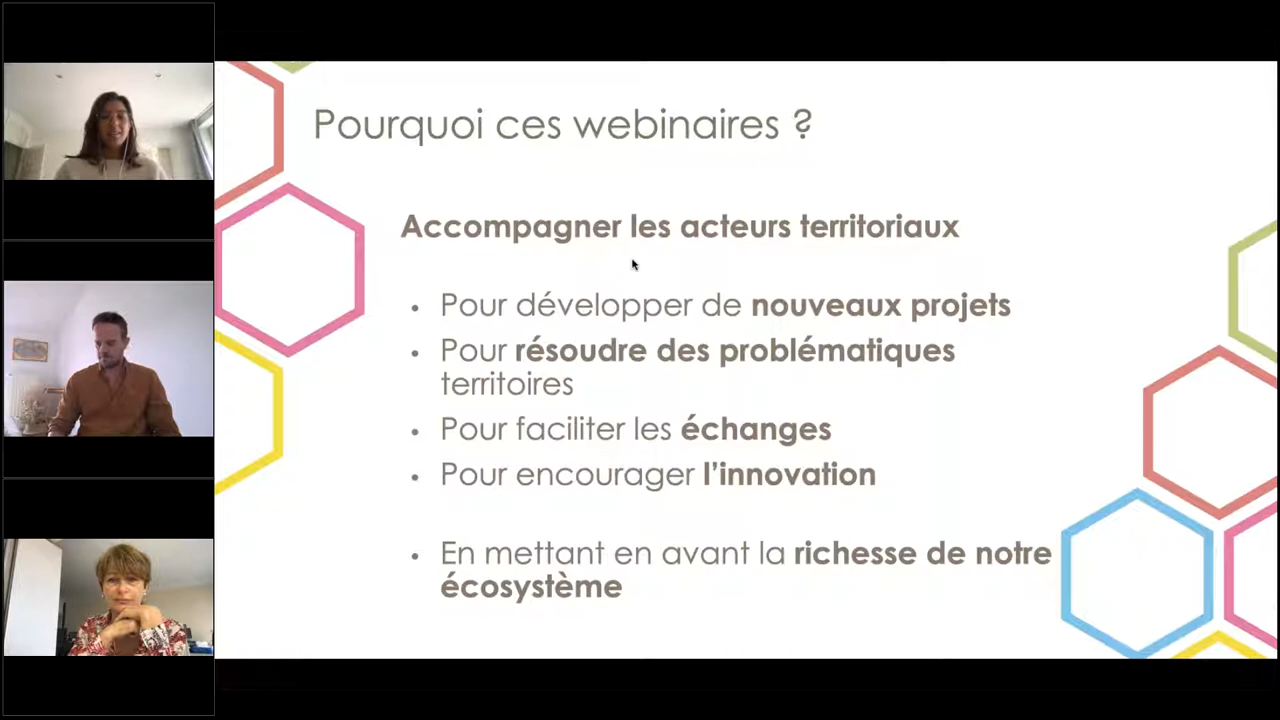 Pourquoi ces webinaires ?
Accompagner les acteurs territoriaux
• Pour développer de nouveaux projets
• Pour résoudre des problématiques
territoires
• Pour faciliter les échanges
• Pour encourager l’innovation
• En mettant en avant la richesse de notre
écosystème